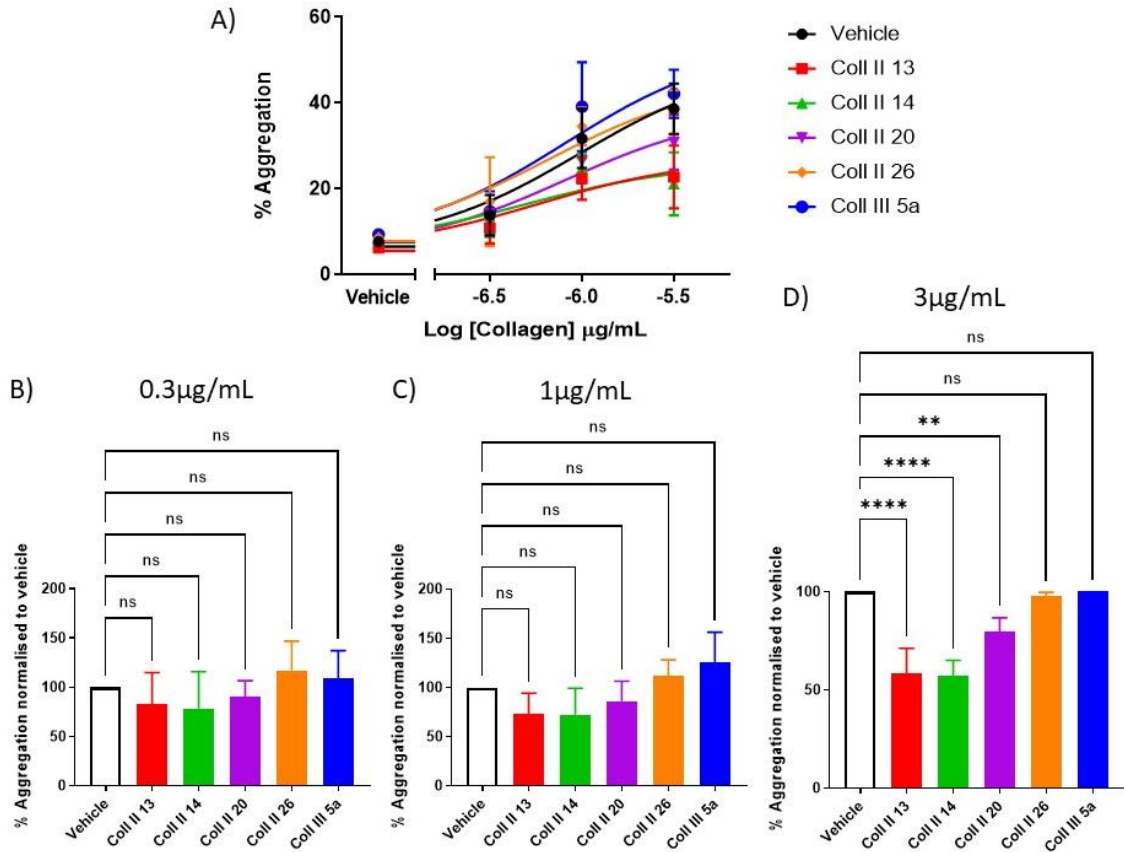 A)
60
40
20
0
% Aggregation
Vehicle
-6.5
-6.0
-5.5
Log [Collagen] µg/mL
Vehicle
Coll II 13
Coll II 14
Coll II 20
Coll II 26
Coll III 5a
B)
0.3µg/mL
ns
ns
ns
ns
ns
200
150
100
50
0
% Aggregation normalised to vehicle
Vehicle
Coll II 13
Coll II 14
Coll II 20
Coll II 26
Coll III 5a
C)
1µg/mL
ns
ns
ns
ns
ns
200
150
100
50
0
% Aggregation normalised to vehicle
Vehicle
Coll II 13
Coll II 14
Coll II 20
Coll II 26
Coll III 5a
D)
3µg/mL
ns
ns
**
****
****
100
50
0
% Aggregation normalised to vehicle
Vehicle
Coll II 13
Coll II 14
Coll II 20
Coll II 26
Coll III 5a